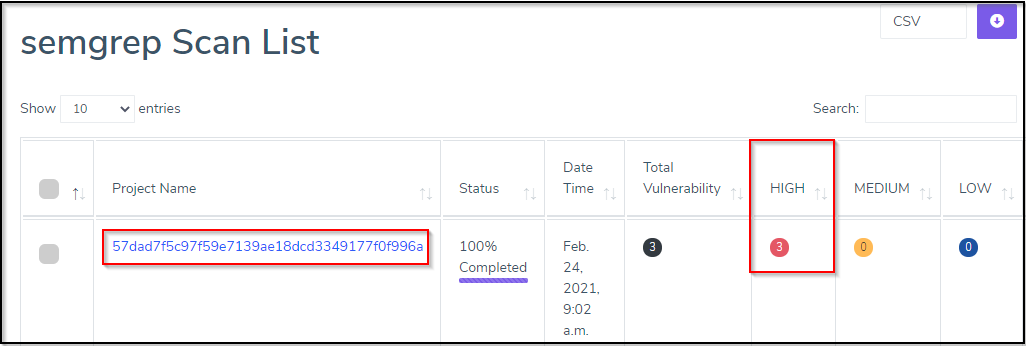 CSV
semgrep Scan List
Show 10 entries Search:
Project Name Status Date Time Total Vulnerability HIGH MEDIUM LOW
57dad7f5c97f59e7139ae18dcd3349177f0f996a 100% Completed Feb. 24, 2021, 9:02 a.m. 3 3 0 0